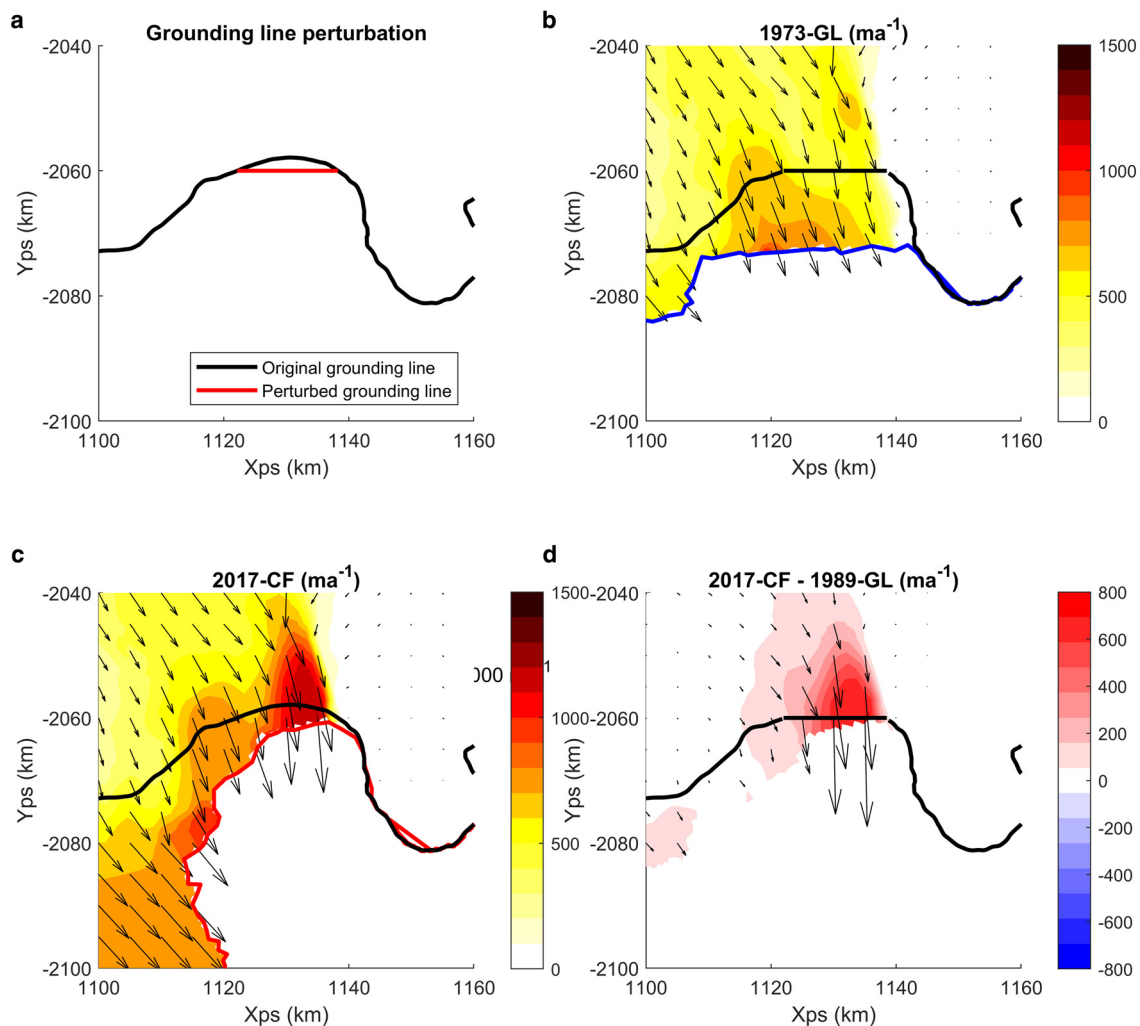 a
Grounding line perturbation
-2040
-2060
-2080
-2100
Yps (km)
1100
1120
1140
1160
Xps (km)
Original grounding line
Perturbed grounding line
b
1973-GL (ma-1)
-2040
-2060
-2080
-2100
Yps (km)
1100
1120
1140
1160
Xps (km)
1500
1000
500
0
c
2017-CF (ma-1)
-2040
-2060
-2080
-2100
Yps (km)
1100
1120
1140
1160
Xps (km)
1500
1000
500
0
000
1
d
2017-CF - 1989-GL (ma-1)
-2040
-2060
-2080
-2100
Yps (km)
1100
1120
1140
1160
Xps (km)
800
600
400
200
0
-200
-400
-600
-800